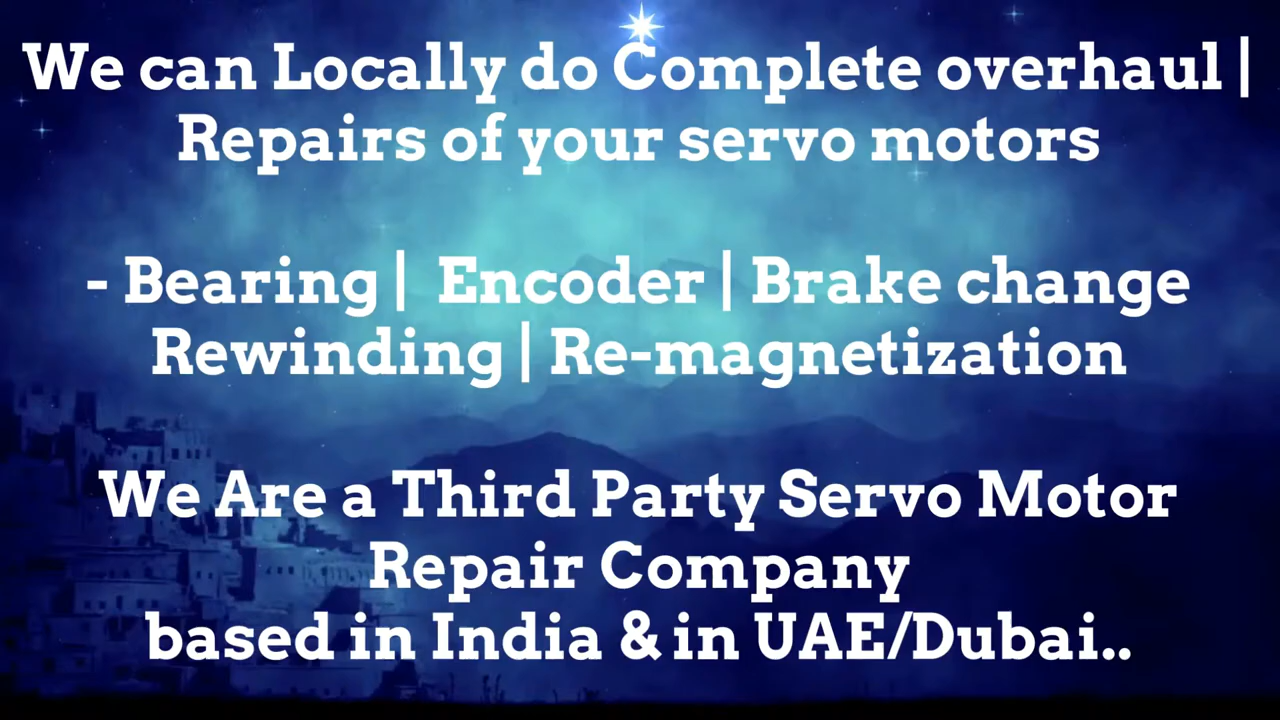 We can Locally do Complete overhaul |
Repairs of your servo motors
- Bearing | Encoder | Brake change
Rewinding | Re-magnetization
We Are a Third Party Servo Motor
Repair Company
based in India & in UAE/Dubai..